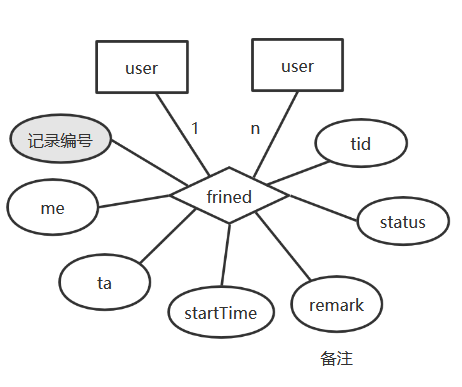 user
user
1
n
记录编号
tid
frined
me
status
ta
startTime
remark
备注